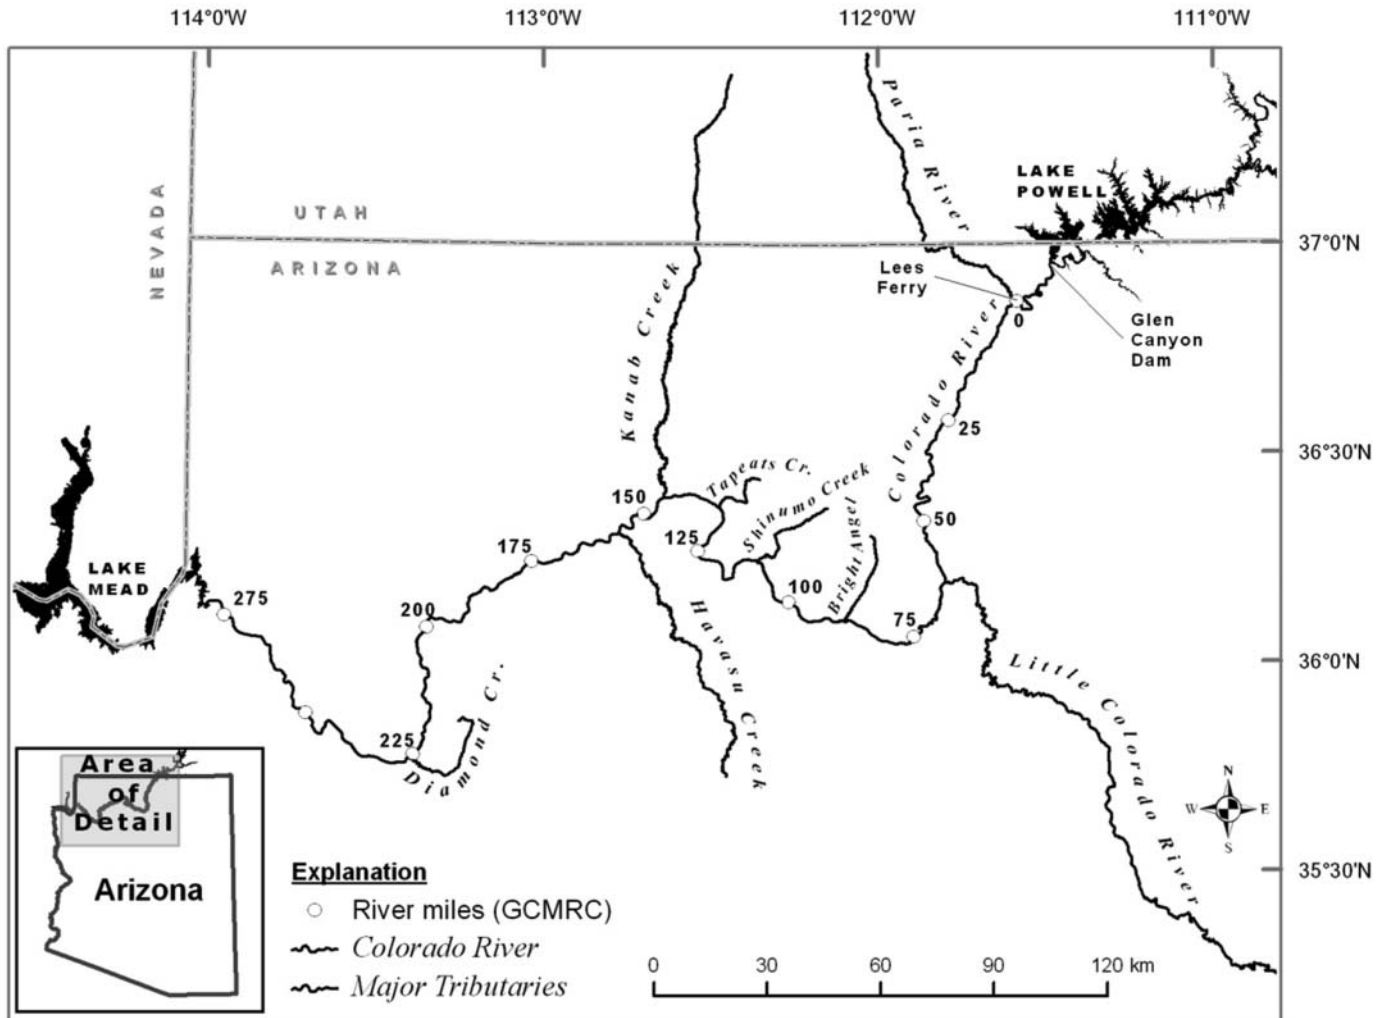 114°0'W
113°0'W
112°0'W
111°0'W
Paria River
LAKE
POWELL
NEVADA
UTAH
ARIZONA
37°0'N
Lees
Ferry
0
Glen
Canyon
Dam
Kanab Creek
Colorado River
25
36°30'N
Tapeats Cr.
Shinumo Creek
Bright Angel
150
50
125
175
LAKE
MEAD
275
100
200
75
Havasu Creek
36°0'N
Little Colorado River
225
Diamond Cr.
Area
of
Detail
Arizona
N
W
E
S
35°30'N
Explanation
River miles (GCMRC)
Colorado River
Major Tributaries
0
30
60
90
120 km